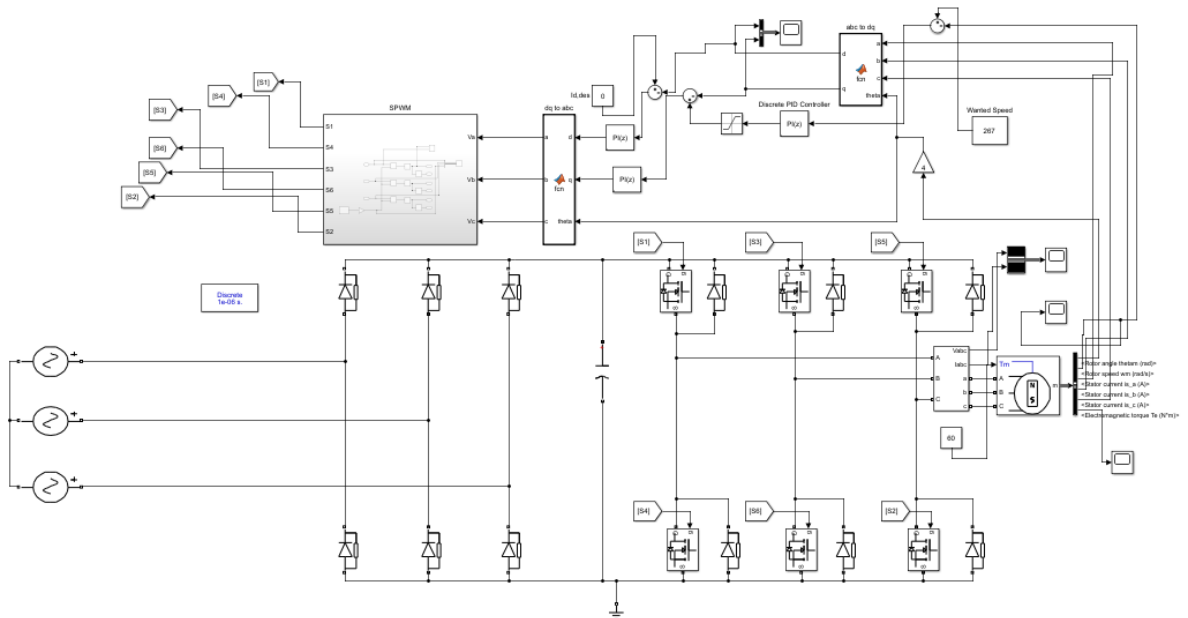 abc to dq
a
b
c
theta
d
q
fcn
Wanted Speed
267
4
Discrete PID Controller
PI(z)
Id,des
0
PI(z)
PI(z)
dq to abc
a
b
c
d
q
theta
fcn
SPWM
S1
S4
S3
S6
S5
S2
Va
Vb
Vc
[S1]
[S4]
[S3]
[S6]
[S5]
[S2]
[S1]
[S3]
[S5]
Discrete
1e-06 s.
A
B
C
Vabc
Iabc
a
b
c
Tm
A
B
C
N
S
m
<Rotor angle thetam (rad)>
<Rotor speed wm (rad/s)>
<Stator current is_a (A)>
<Stator current is_b (A)>
<Stator current is_c (A)>
<Electromagnetic torque Te (N*m)>
60
[S4]
[S6]
[S2]